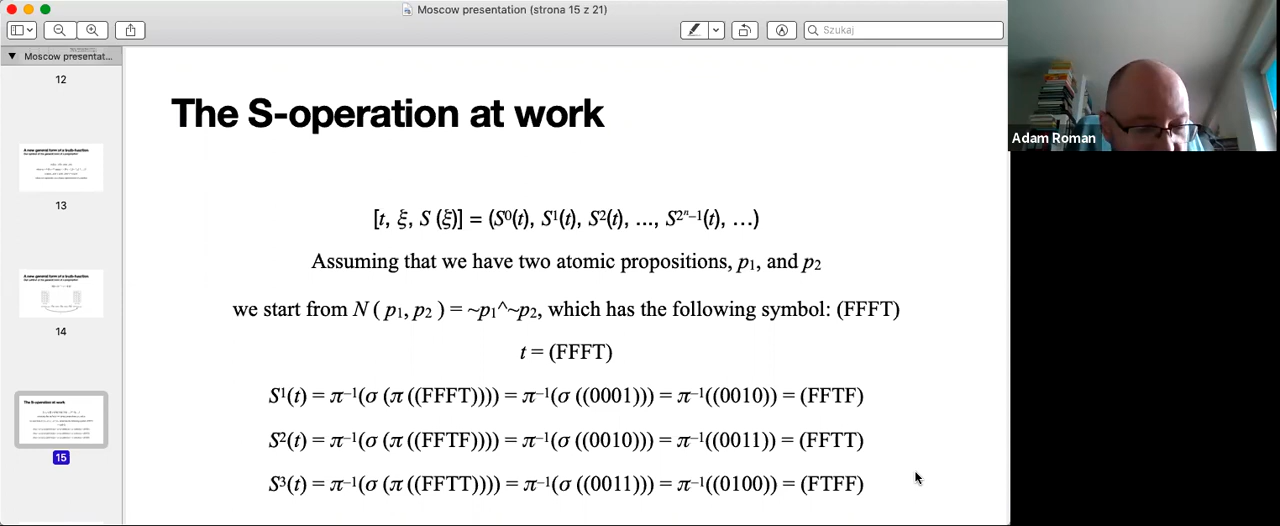 Moscow presentation (strona 15 z 21)
Szukaj
Moscow presentat...
12
13
14
15
The S-operation at work
[t, ξ, S (ξ)] = (S⁰(t), S¹(t), S²(t), ..., S²ⁿ⁻¹(t), …)
Assuming that we have two atomic propositions, p₁, and p₂
we start from N ( p₁, p₂ ) = ~p₁^~p₂, which has the following symbol: (FFFT)
t = (FFFT)
S¹(t) = π⁻¹(σ (π ((FFFT)))) = π⁻¹(σ ((0001))) = π⁻¹((0010)) = (FFTF)
S²(t) = π⁻¹(σ (π ((FFTF)))) = π⁻¹(σ ((0010))) = π⁻¹((0011)) = (FFTT)
S³(t) = π⁻¹(σ (π ((FFTT)))) = π⁻¹(σ ((0011))) = π⁻¹((0100)) = (FTFF)
Adam Roman